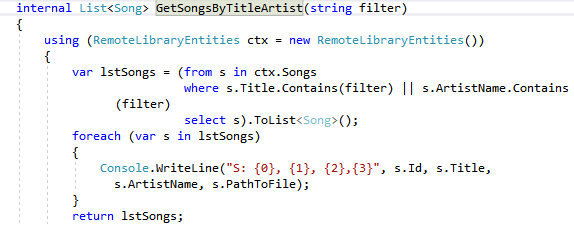 internal List<Song> GetSongsByTitleArtist(string filter)
{
using (RemoteLibraryEntities ctx = new RemoteLibraryEntities())
{
var lstSongs = (from s in ctx.Songs
where s.Title.Contains(filter) || s.ArtistName.Contains
(filter)
select s).ToList<Song>();
foreach (var s in lstSongs)
{
Console.WriteLine("S: {0}, {1}, {2},{3}", s.Id, s.Title,
s.ArtistName, s.PathToFile);
}
return lstSongs;